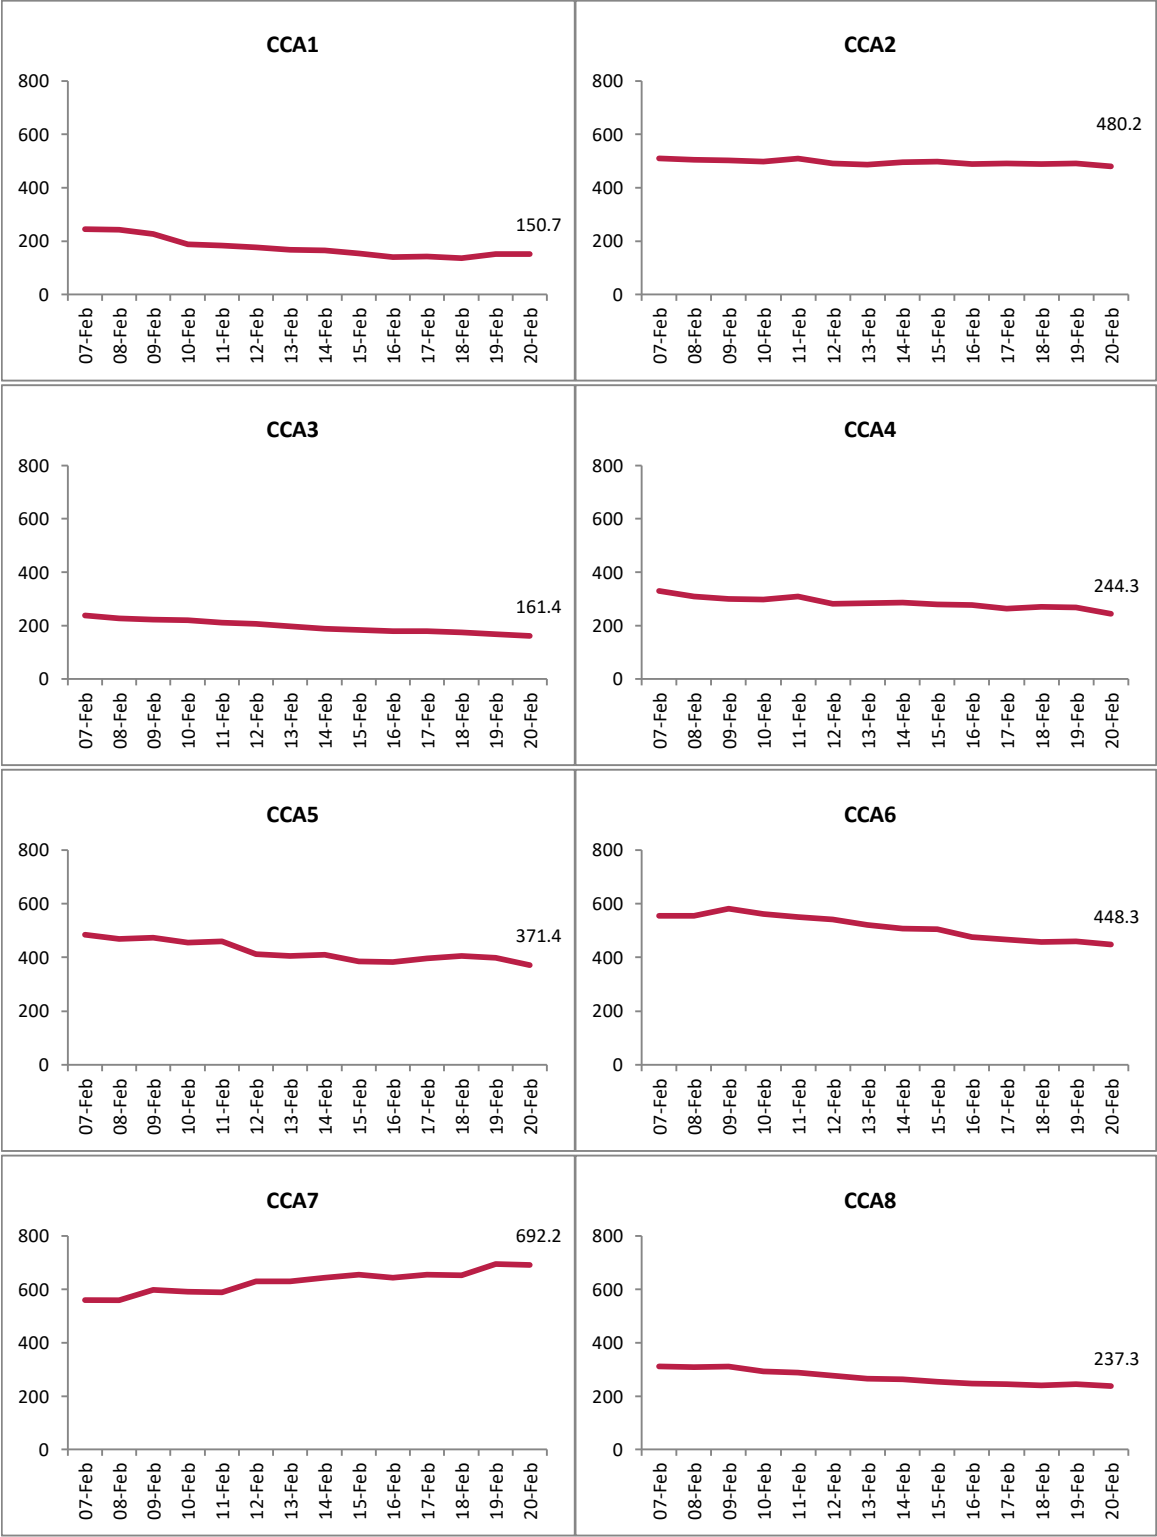 CCA1
800
600
400
200
0
150.7
07-Feb
08-Feb
09-Feb
10-Feb
11-Feb
12-Feb
13-Feb
14-Feb
15-Feb
16-Feb
17-Feb
18-Feb
19-Feb
20-Feb
CCA2
800
600
400
200
0
480.2
07-Feb
08-Feb
09-Feb
10-Feb
11-Feb
12-Feb
13-Feb
14-Feb
15-Feb
16-Feb
17-Feb
18-Feb
19-Feb
20-Feb
CCA3
800
600
400
200
0
161.4
07-Feb
08-Feb
09-Feb
10-Feb
11-Feb
12-Feb
13-Feb
14-Feb
15-Feb
16-Feb
17-Feb
18-Feb
19-Feb
20-Feb
CCA4
800
600
400
200
0
244.3
07-Feb
08-Feb
09-Feb
10-Feb
11-Feb
12-Feb
13-Feb
14-Feb
15-Feb
16-Feb
17-Feb
18-Feb
19-Feb
20-Feb
CCA5
800
600
400
200
0
371.4
07-Feb
08-Feb
09-Feb
10-Feb
11-Feb
12-Feb
13-Feb
14-Feb
15-Feb
16-Feb
17-Feb
18-Feb
19-Feb
20-Feb
CCA6
800
600
400
200
0
448.3
07-Feb
08-Feb
09-Feb
10-Feb
11-Feb
12-Feb
13-Feb
14-Feb
15-Feb
16-Feb
17-Feb
18-Feb
19-Feb
20-Feb
CCA7
800
600
400
200
0
692.2
07-Feb
08-Feb
09-Feb
10-Feb
11-Feb
12-Feb
13-Feb
14-Feb
15-Feb
16-Feb
17-Feb
18-Feb
19-Feb
20-Feb
CCA8
800
600
400
200
0
237.3
07-Feb
08-Feb
09-Feb
10-Feb
11-Feb
12-Feb
13-Feb
14-Feb
15-Feb
16-Feb
17-Feb
18-Feb
19-Feb
20-Feb